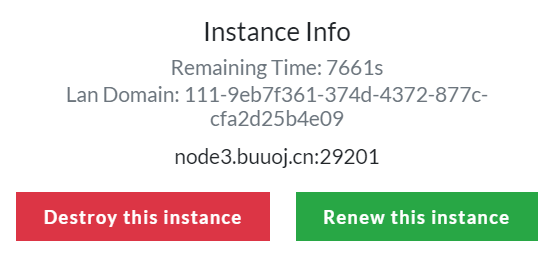 Instance Info
Remaining Time: 7661s
Lan Domain: 111-9eb7f361-374d-4372-877c-
cfa2d25b4e09
node3.buuoj.cn:29201
Destroy this instance
Renew this instance